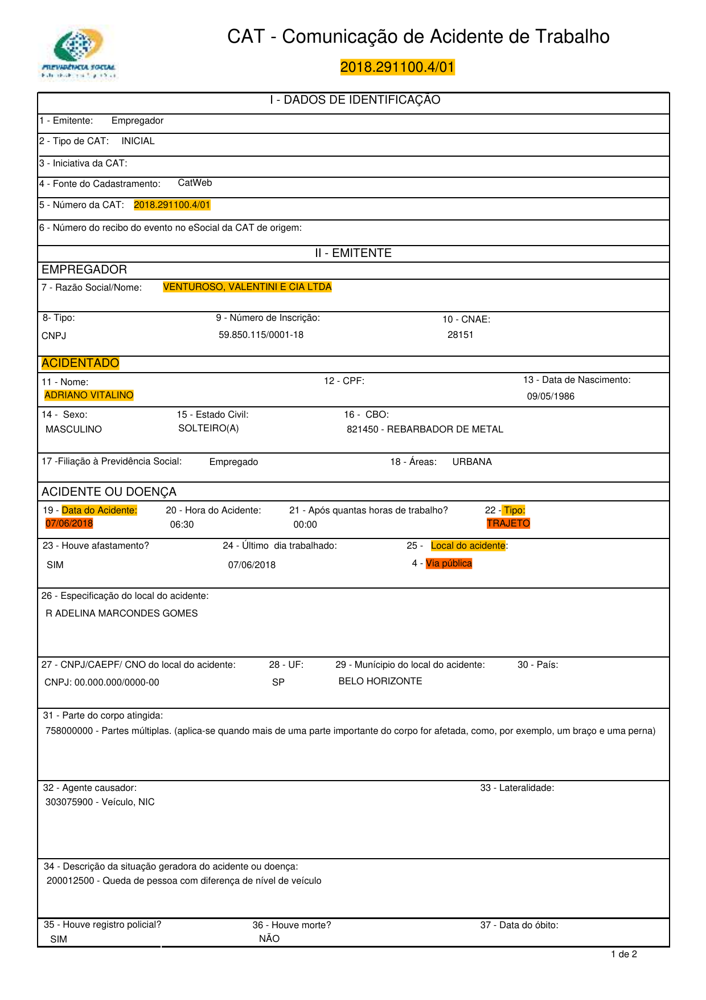 CAT - Comunicação de Acidente de Trabalho
2018.291100.4/01
PREVIDÊNCIA SOCIAL
I - DADOS DE IDENTIFICAÇÃO
1 - Emitente: Empregador
2 - Tipo de CAT: INICIAL
3 - Iniciativa da CAT:
4 - Fonte do Cadastramento: CatWeb
5 - Número da CAT: 2018.291100.4/01
6 - Número do recibo do evento no eSocial da CAT de origem:
II - EMITENTE
EMPREGADOR
7 - Razão Social/Nome: VENTUROSO, VALENTINI E CIA LTDA
8- Tipo: 9 - Número de Inscrição: 10 - CNAE:
CNPJ 59.850.115/0001-18 28151
ACIDENTADO
11 - Nome: 12 - CPF: 13 - Data de Nascimento:
ADRIANO VITALINO 09/05/1986
14 - Sexo: 15 - Estado Civil: 16 - CBO:
MASCULINO SOLTEIRO(A) 821450 - REBARBADOR DE METAL
17 -Filiação à Previdência Social: Empregado 18 - Áreas: URBANA
ACIDENTE OU DOENÇA
19 - Data do Acidente: 20 - Hora do Acidente: 21 - Após quantas horas de trabalho? 22 - Tipo:
07/06/2018 06:30 00:00 TRAJETO
23 - Houve afastamento? 24 - Último dia trabalhado: 25 - Local do acidente:
SIM 07/06/2018 4 - Via pública
26 - Especificação do local do acidente:
R ADELINA MARCONDES GOMES
27 - CNPJ/CAEPF/ CNO do local do acidente: 28 - UF: 29 - Munícipio do local do acidente: 30 - País:
CNPJ: 00.000.000/0000-00 SP BELO HORIZONTE
31 - Parte do corpo atingida:
758000000 - Partes múltiplas. (aplica-se quando mais de uma parte importante do corpo for afetada, como, por exemplo, um braço e uma perna)
32 - Agente causador: 33 - Lateralidade:
303075900 - Veículo, NIC
34 - Descrição da situação geradora do acidente ou doença:
200012500 - Queda de pessoa com diferença de nível de veículo
35 - Houve registro policial? 36 - Houve morte? 37 - Data do óbito:
SIM NÃO
1 de 2